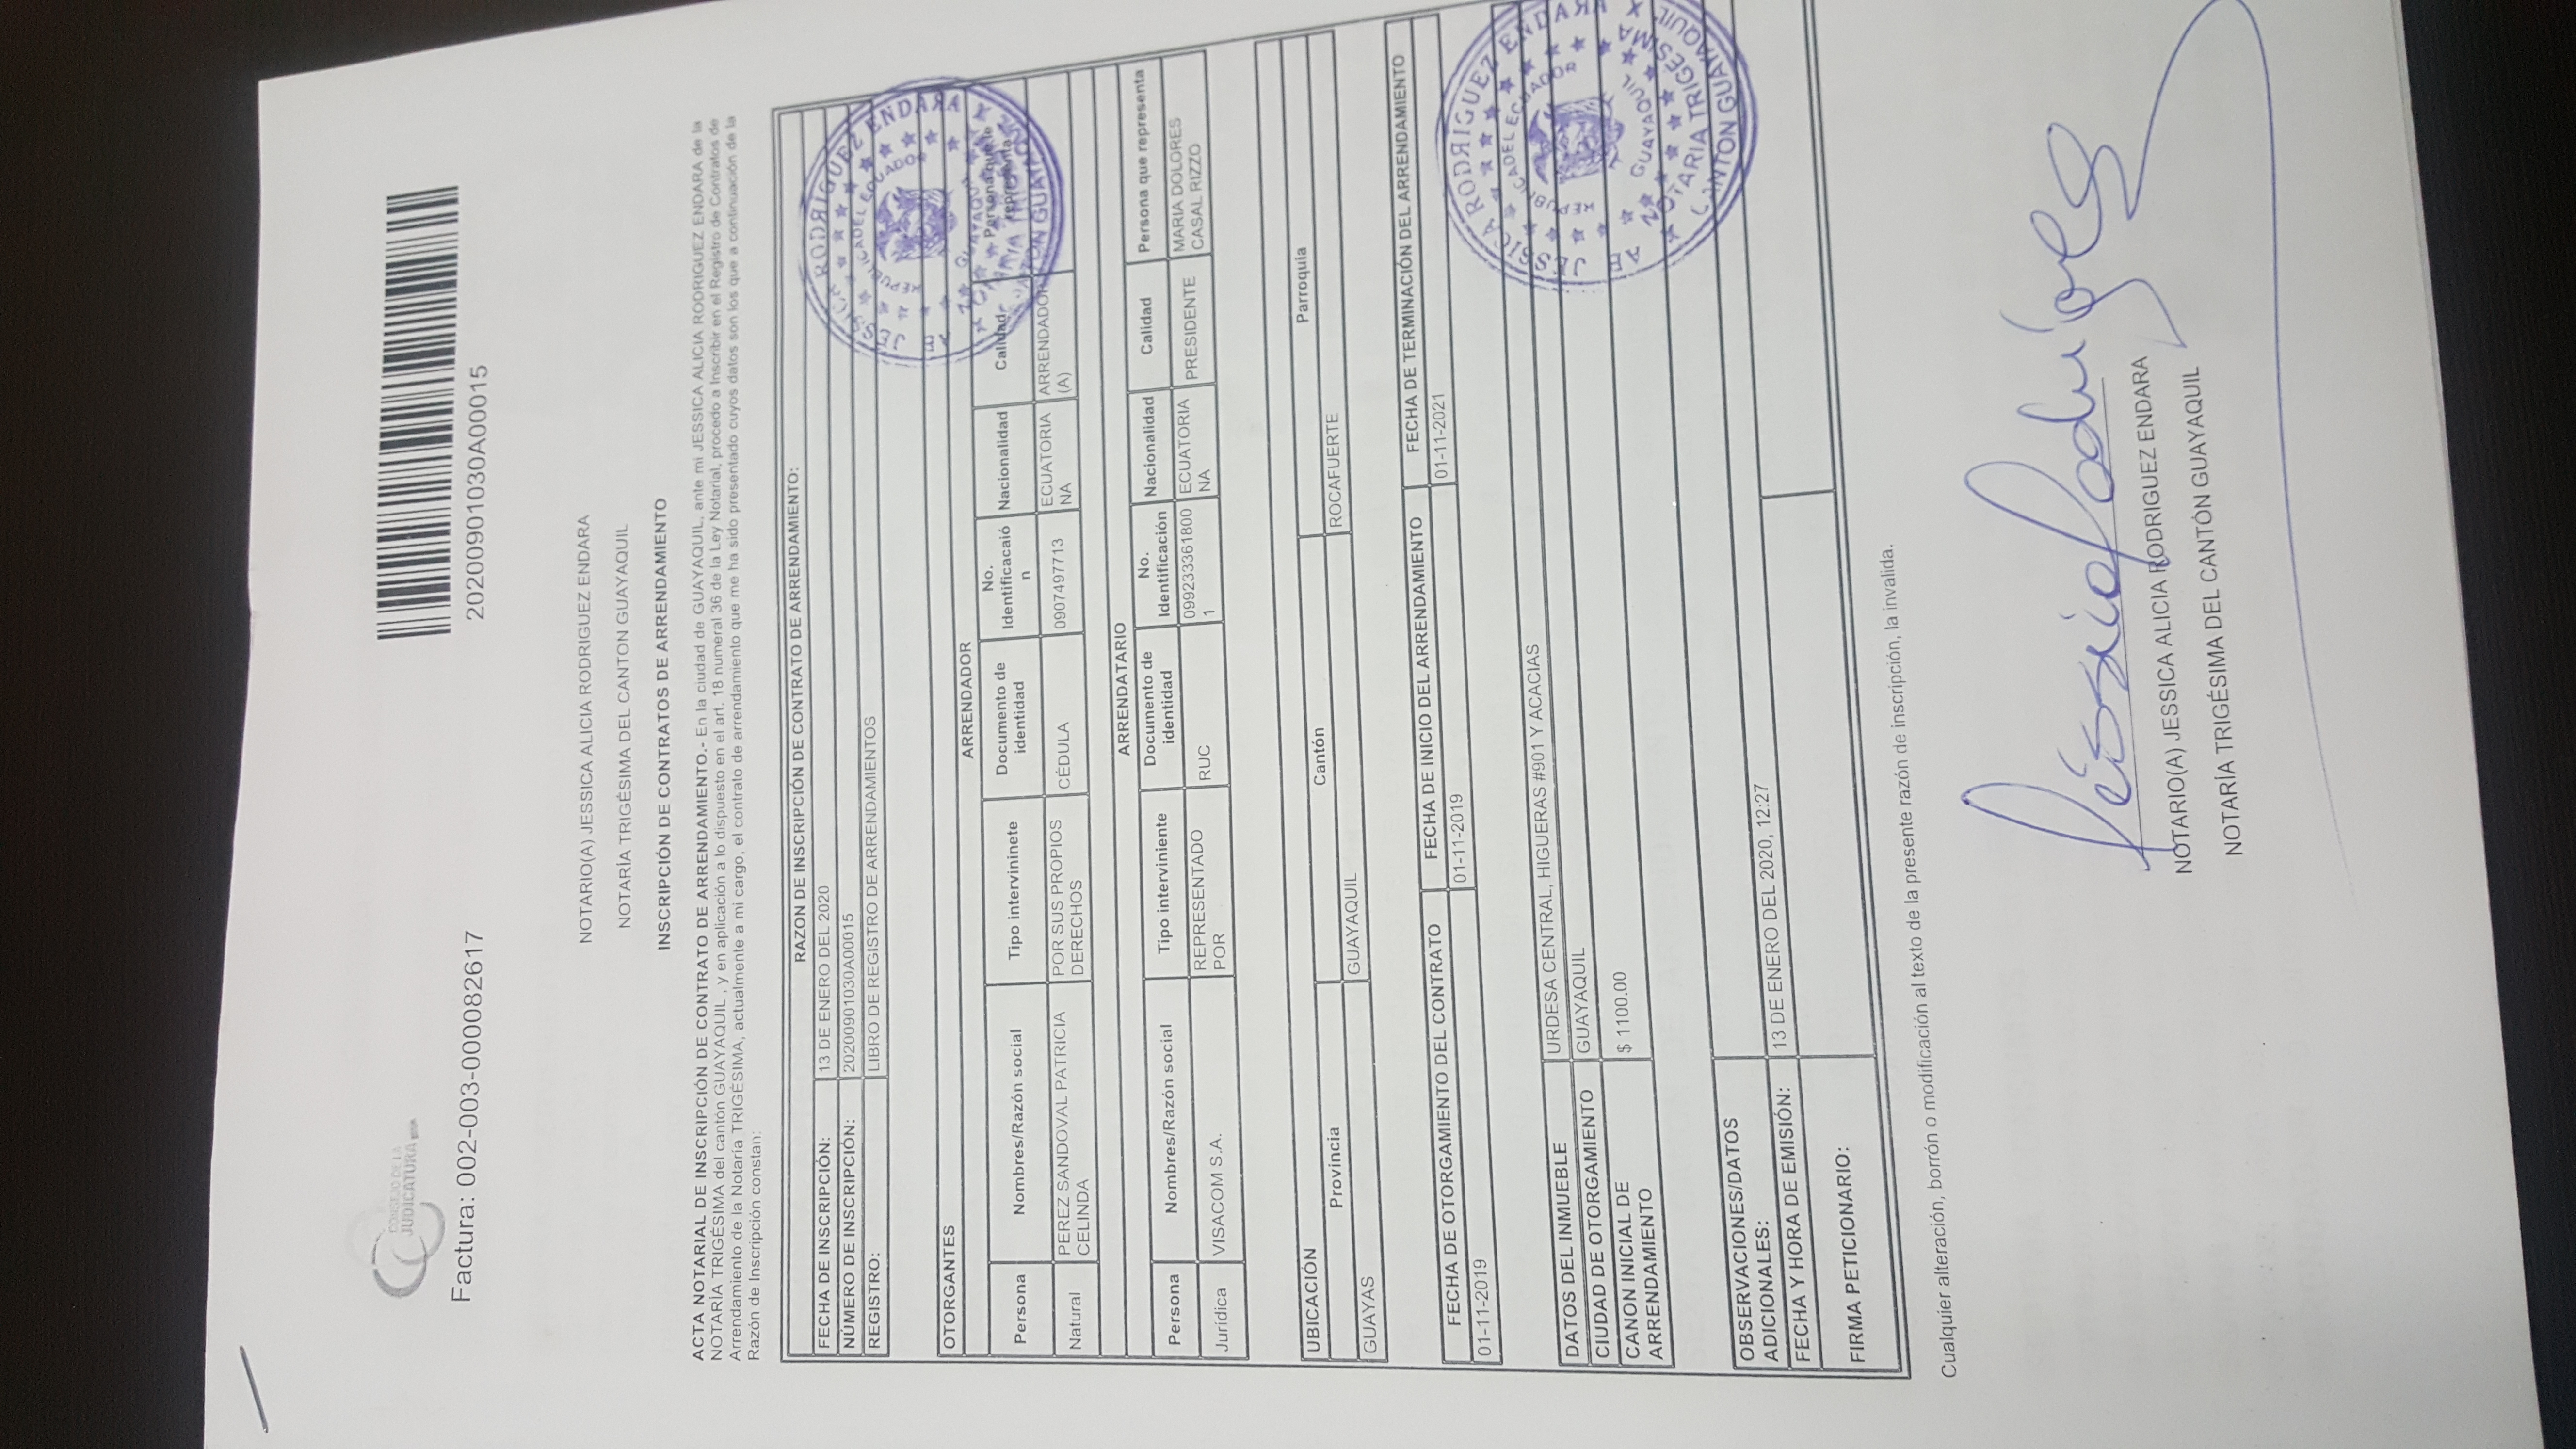 CONSEJO DE LA
JUDICATURA
Factura: 002-003-000082617
20200901030A00015
NOTARIO(A) JESSICA ALICIA RODRIGUEZ ENDARA
NOTARÍA TRIGÉSIMA DEL CANTON GUAYAQUIL
INSCRIPCIÓN DE CONTRATOS DE ARRENDAMIENTO
ACTA NOTARIAL DE INSCRIPCIÓN DE CONTRATO DE ARRENDAMIENTO.- En la ciudad de GUAYAQUIL, ante mi JESSICA ALICIA RODRIGUEZ ENDARA de la
NOTARÍA TRIGÉSIMA del cantón GUAYAQUIL , y en aplicación a lo dispuesto en el art. 18 numeral 36 de la Ley Notarial, procedo a Inscribir en el Registro de Contratos de
Arrendamiento de la Notaría TRIGÉSIMA, actualmente a mi cargo, el contrato de arrendamiento que me ha sido presentado cuyos datos son los que a continuación de la
Razón de Inscripción constan:
RAZON DE INSCRIPCIÓN DE CONTRATO DE ARRENDAMIENTO:
FECHA DE INSCRIPCIÓN: 13 DE ENERO DEL 2020
NÚMERO DE INSCRIPCIÓN: 20200901030A00015
REGISTRO: LIBRO DE REGISTRO DE ARRENDAMIENTOS
AB JESSICA RODRIGUEZ ENDARA
REPUBLICA DEL ECUADOR
GUAYAQUIL
NOTARIA TRIGESIMA
CANTON GUAYAQUIL
OTORGANTES
ARRENDADOR
Persona Nombres/Razón social Tipo intervininete Documento de identidad No. Identificacaión Nacionalidad Calidad Persona que le representa
Natural PEREZ SANDOVAL PATRICIA CELINDA POR SUS PROPIOS DERECHOS CÉDULA 0907497713 ECUATORIANA ARRENDADOR(A)
ARRENDATARIO
Persona Nombres/Razón social Tipo interviniente Documento de identidad No. Identificación Nacionalidad Calidad Persona que representa
Jurídica VISACOM S.A. REPRESENTADO POR RUC 0992333618001 ECUATORIANA PRESIDENTE MARIA DOLORES CASAL RIZZO
UBICACIÓN
Provincia Cantón Parroquia
GUAYAS GUAYAQUIL ROCAFUERTE
FECHA DE OTORGAMIENTO DEL CONTRATO FECHA DE INICIO DEL ARRENDAMIENTO FECHA DE TERMINACIÓN DEL ARRENDAMIENTO
01-11-2019 01-11-2019 01-11-2021
DATOS DEL INMUEBLE URDESA CENTRAL, HIGUERAS #901 Y ACACIAS
CIUDAD DE OTORGAMIENTO GUAYAQUIL
CANON INICIAL DE ARRENDAMIENTO $ 1100.00
AB JESSICA RODRIGUEZ ENDARA
REPUBLICA DEL ECUADOR
GUAYAQUIL
NOTARIA TRIGESIMA
CANTON GUAYAQUIL
OBSERVACIONES/DATOS ADICIONALES:
FECHA Y HORA DE EMISIÓN: 13 DE ENERO DEL 2020, 12:27
FIRMA PETICIONARIO:
Cualquier alteración, borrón o modificación al texto de la presente razón de inscripción, la invalida.
Jéssica Rodríguez
NOTARIO(A) JESSICA ALICIA RODRIGUEZ ENDARA
NOTARÍA TRIGÉSIMA DEL CANTÓN GUAYAQUIL